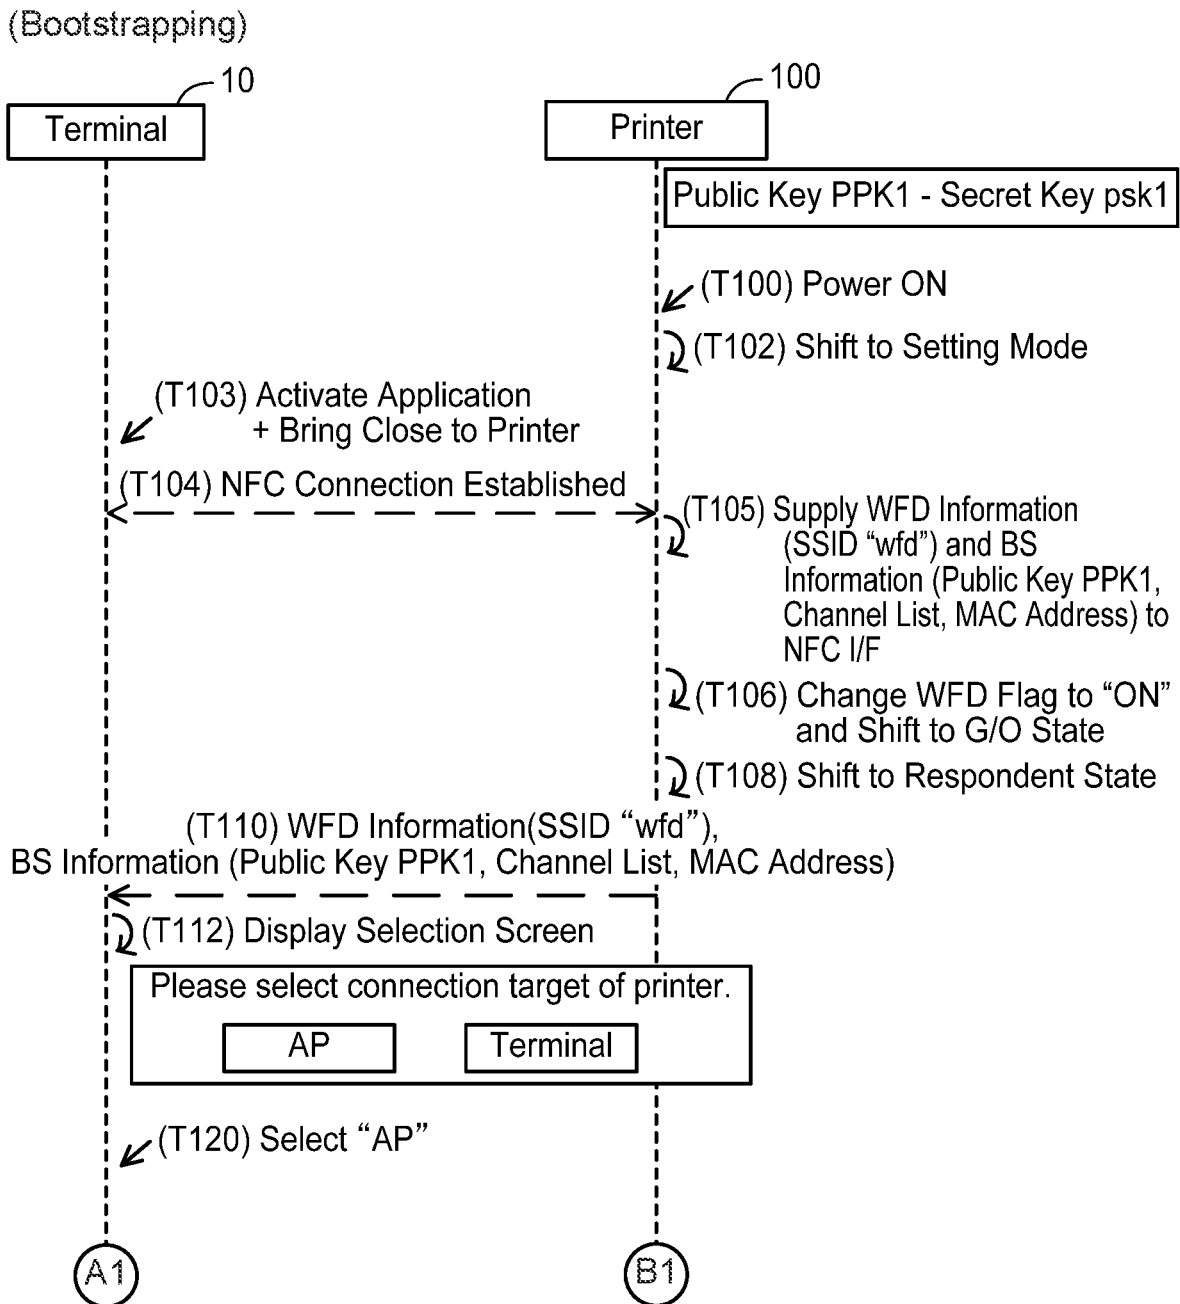 (Bootstrapping)
10
100
Terminal
Printer
Public Key PPK1 - Secret Key psk1
(T100) Power ON
(T102) Shift to Setting Mode
(T103) Activate Application
+ Bring Close to Printer
(T104) NFC Connection Established
(T105) Supply WFD Information
(SSID “wfd”) and BS
Information (Public Key PPK1,
Channel List, MAC Address) to
NFC I/F
(T106) Change WFD Flag to “ON”
and Shift to G/O State
(T108) Shift to Respondent State
(T110) WFD Information(SSID “wfd”),
BS Information (Public Key PPK1, Channel List, MAC Address)
(T112) Display Selection Screen
Please select connection target of printer.
AP
Terminal
(T120) Select “AP”
A1
B1